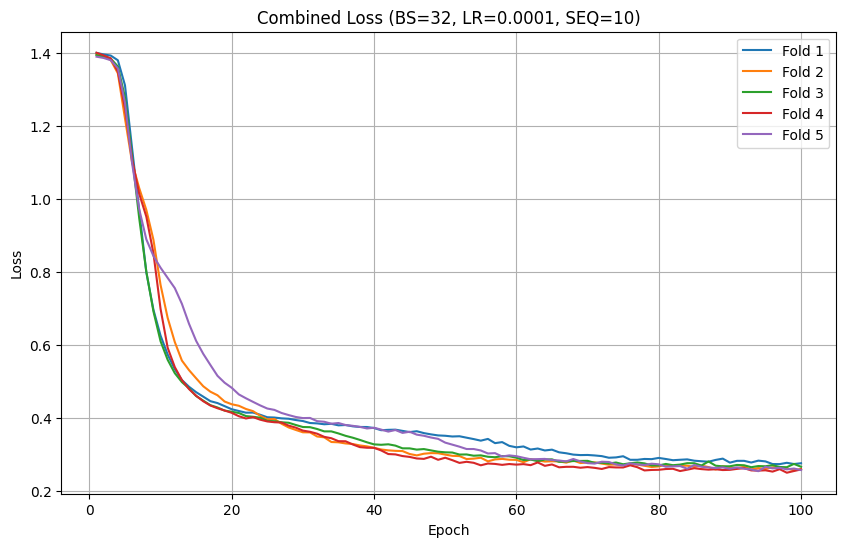 Combined Loss (BS=32, LR=0.0001, SEQ=10)
Fold 1
Fold 2
Fold 3
Fold 4
Fold 5
Loss
1.4
1.2
1.0
0.8
0.6
0.4
0.2
0 20 40 60 80 100
Epoch